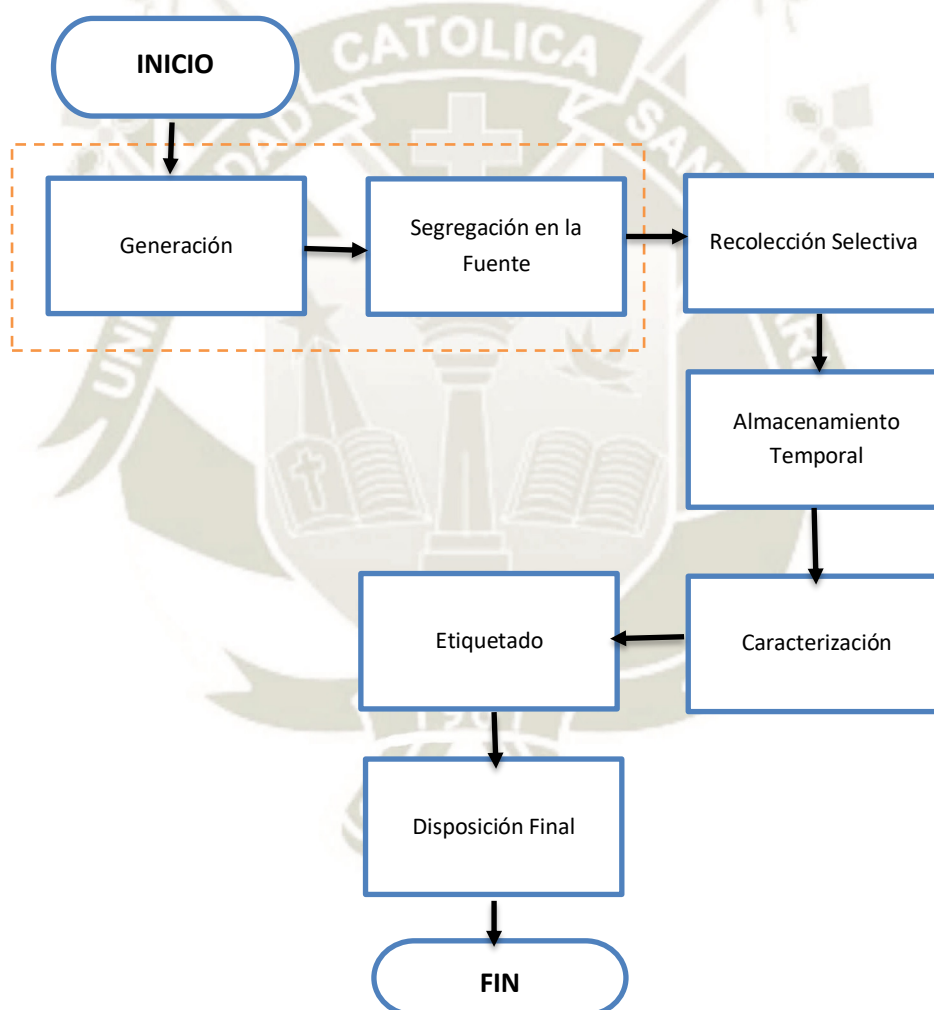 INICIO
CATOLICA
Generación
Segregación en la
Fuente
Recolección Selectiva
Almacenamiento
Temporal
Etiquetado
Caracterización
Disposición Final
FIN